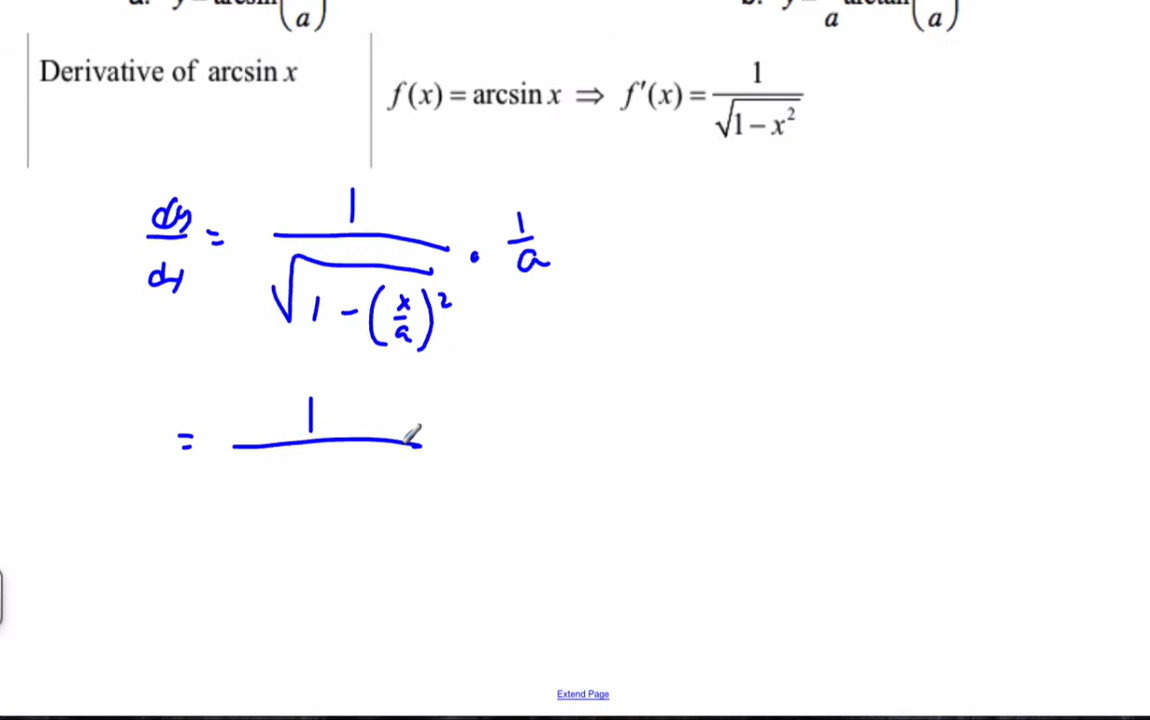 (a) a (a)
Derivative of arcsin x
f(x) = arcsin x ⇒ f'(x) = 1/√(1 − x²)
dy/dx = 1/√(1 − (x/a)²) · 1/a
= 1
Extend Page